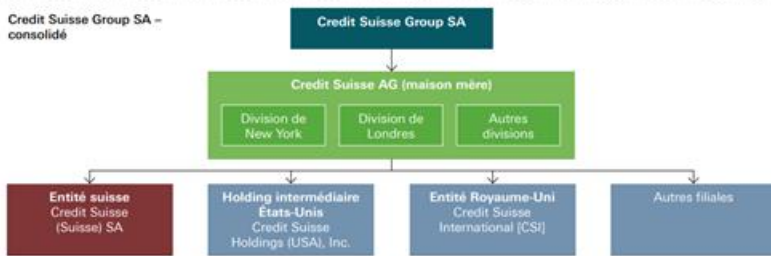 Credit Suisse Group SA –
consolidé
Credit Suisse Group SA
Credit Suisse AG (maison mère)
Division de
New York
Division de
Londres
Autres
divisions
Entité suisse
Credit Suisse
(Suisse) SA
Holding intermédiaire
États-Unis
Credit Suisse
Holdings (USA), Inc.
Entité Royaume-Uni
Credit Suisse
International [CSI]
Autres filiales